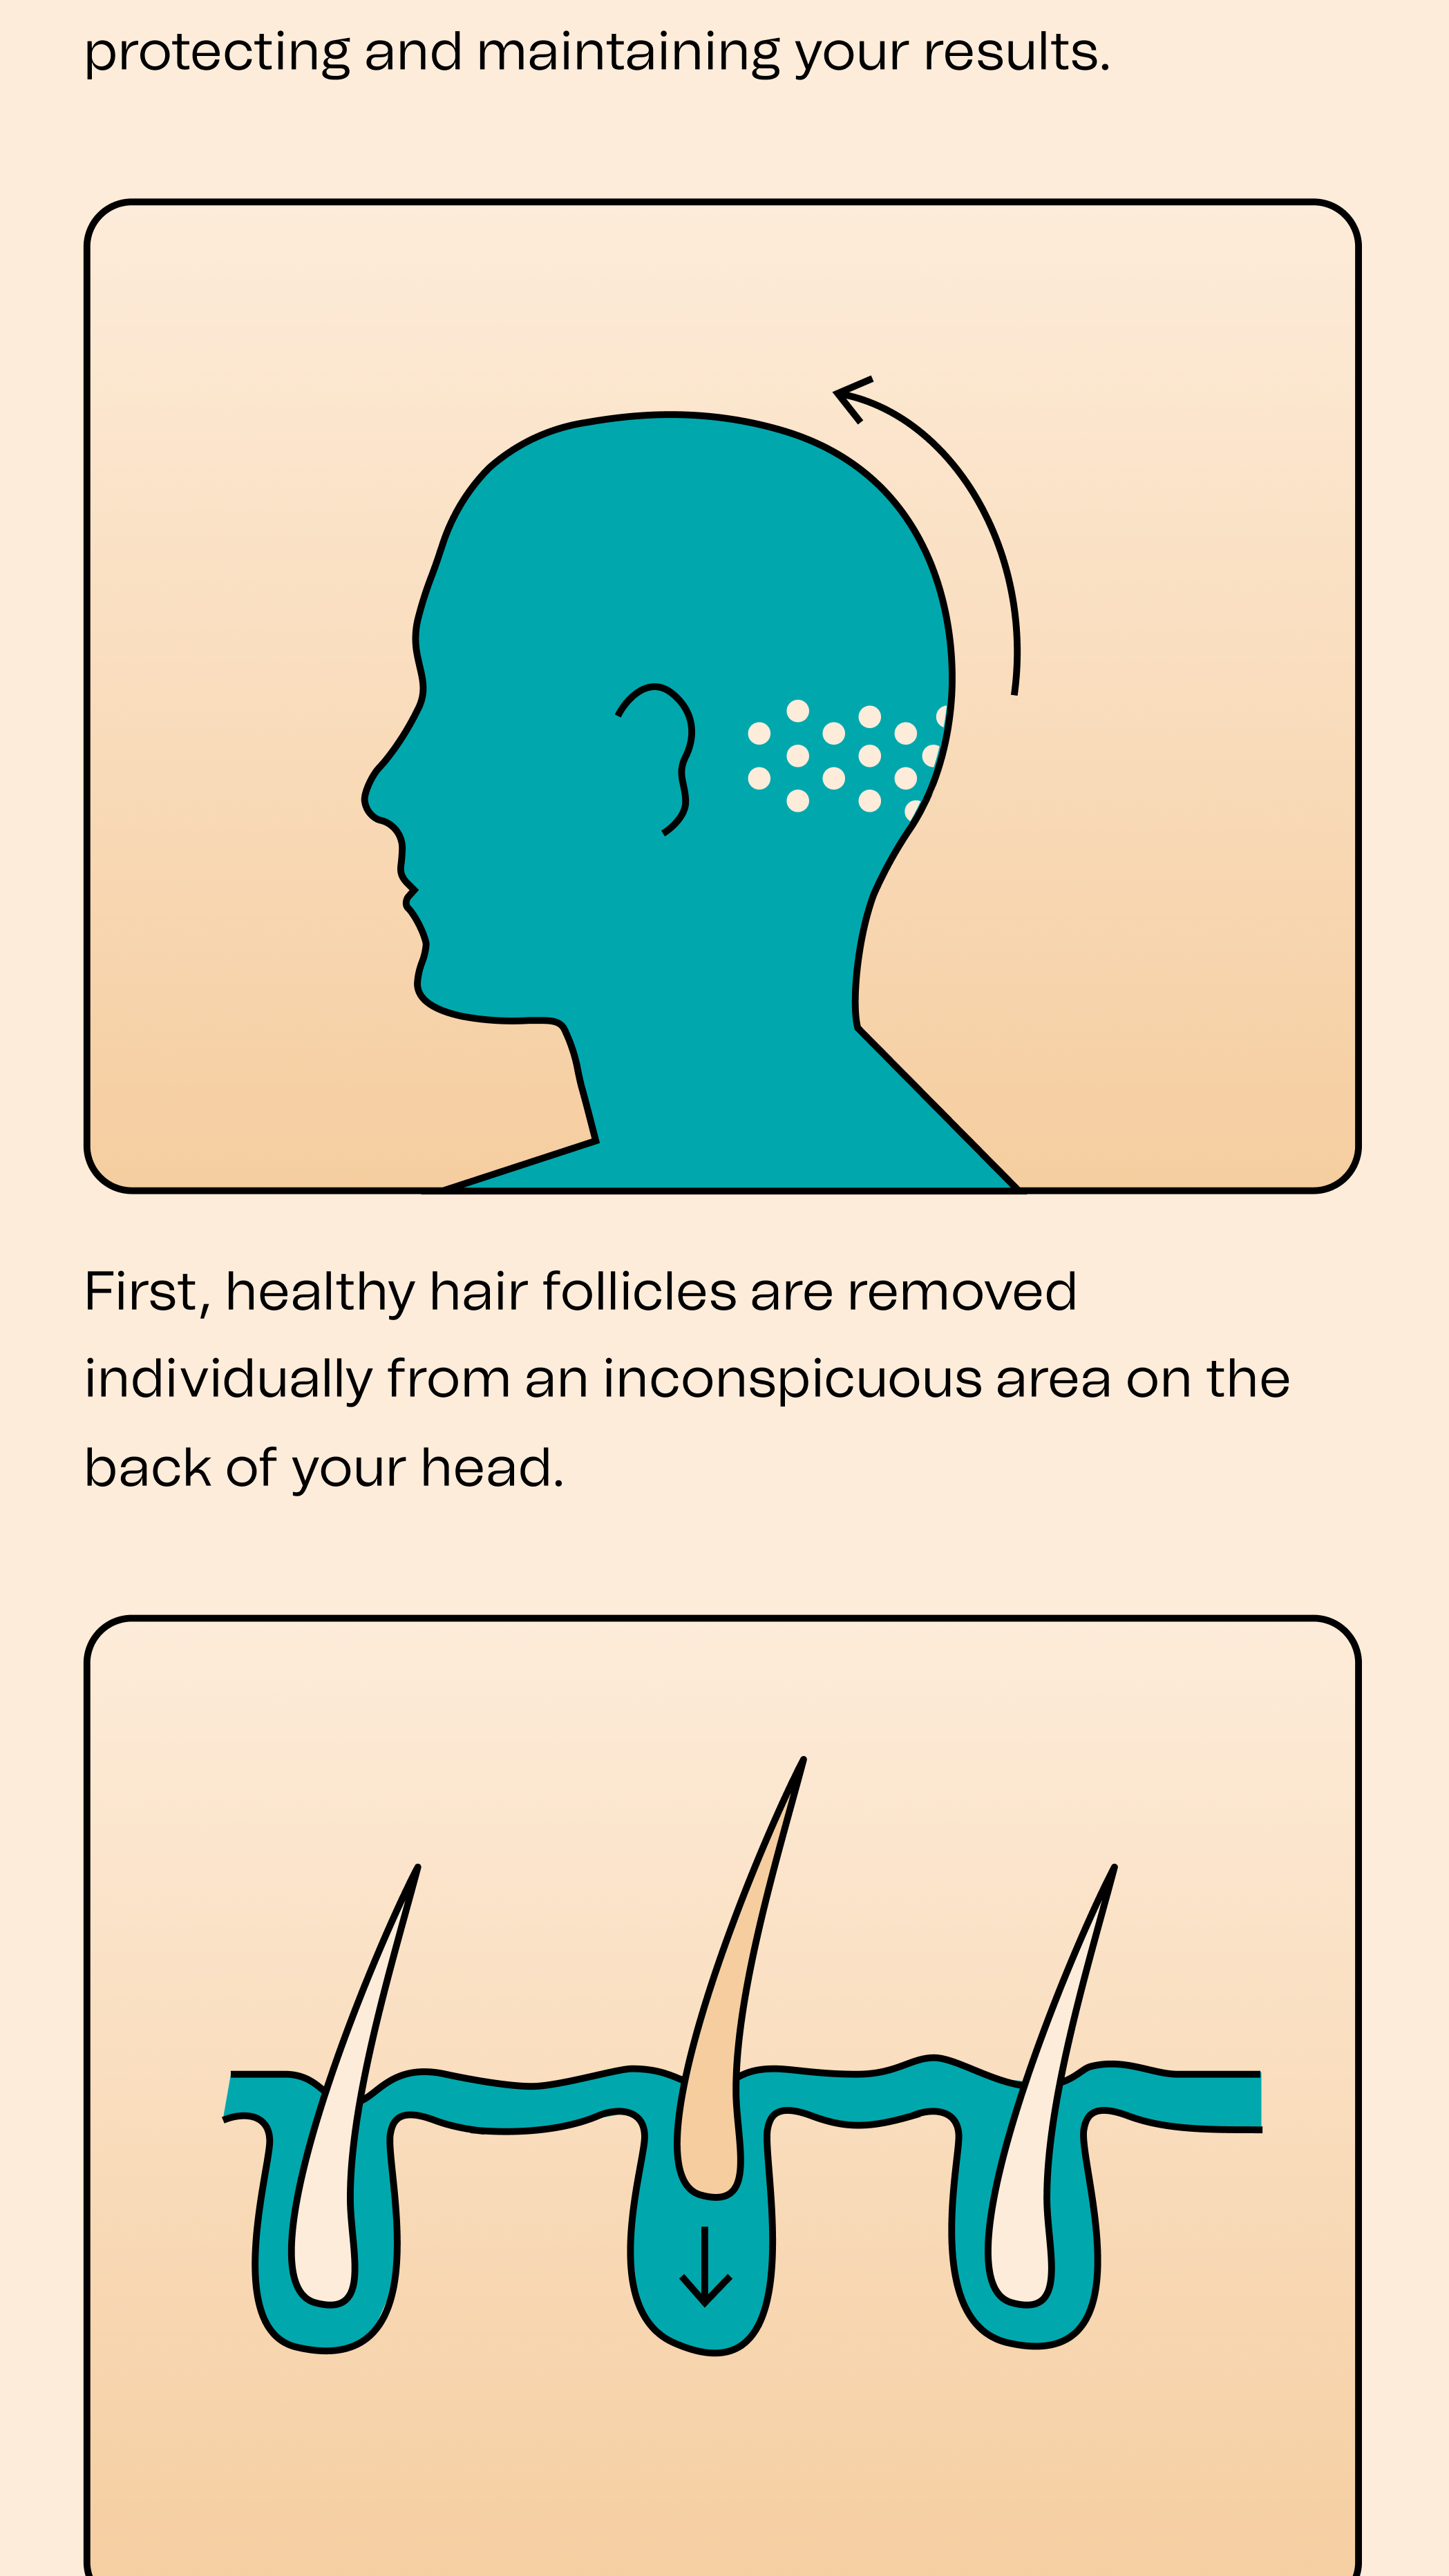 protecting and maintaining your results.
First, healthy hair follicles are removed
individually from an inconspicuous area on the
back of your head.